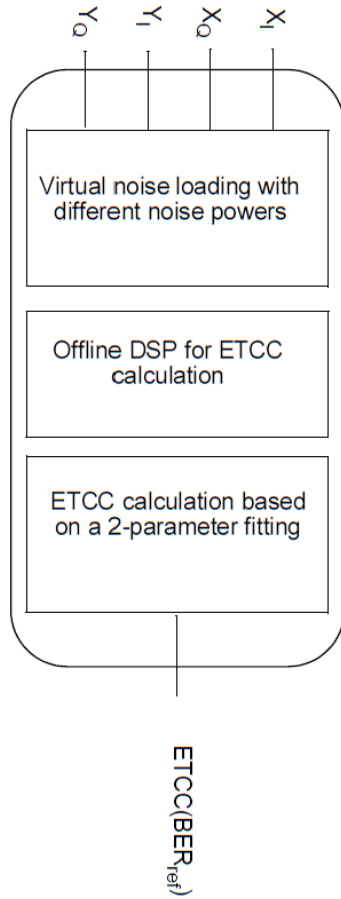 Y_Q Y_I X_Q X_I
Virtual noise loading with
different noise powers
Offline DSP for ETCC
calculation
ETCC calculation based
on a 2-parameter fitting
ETCC(BER_ref)